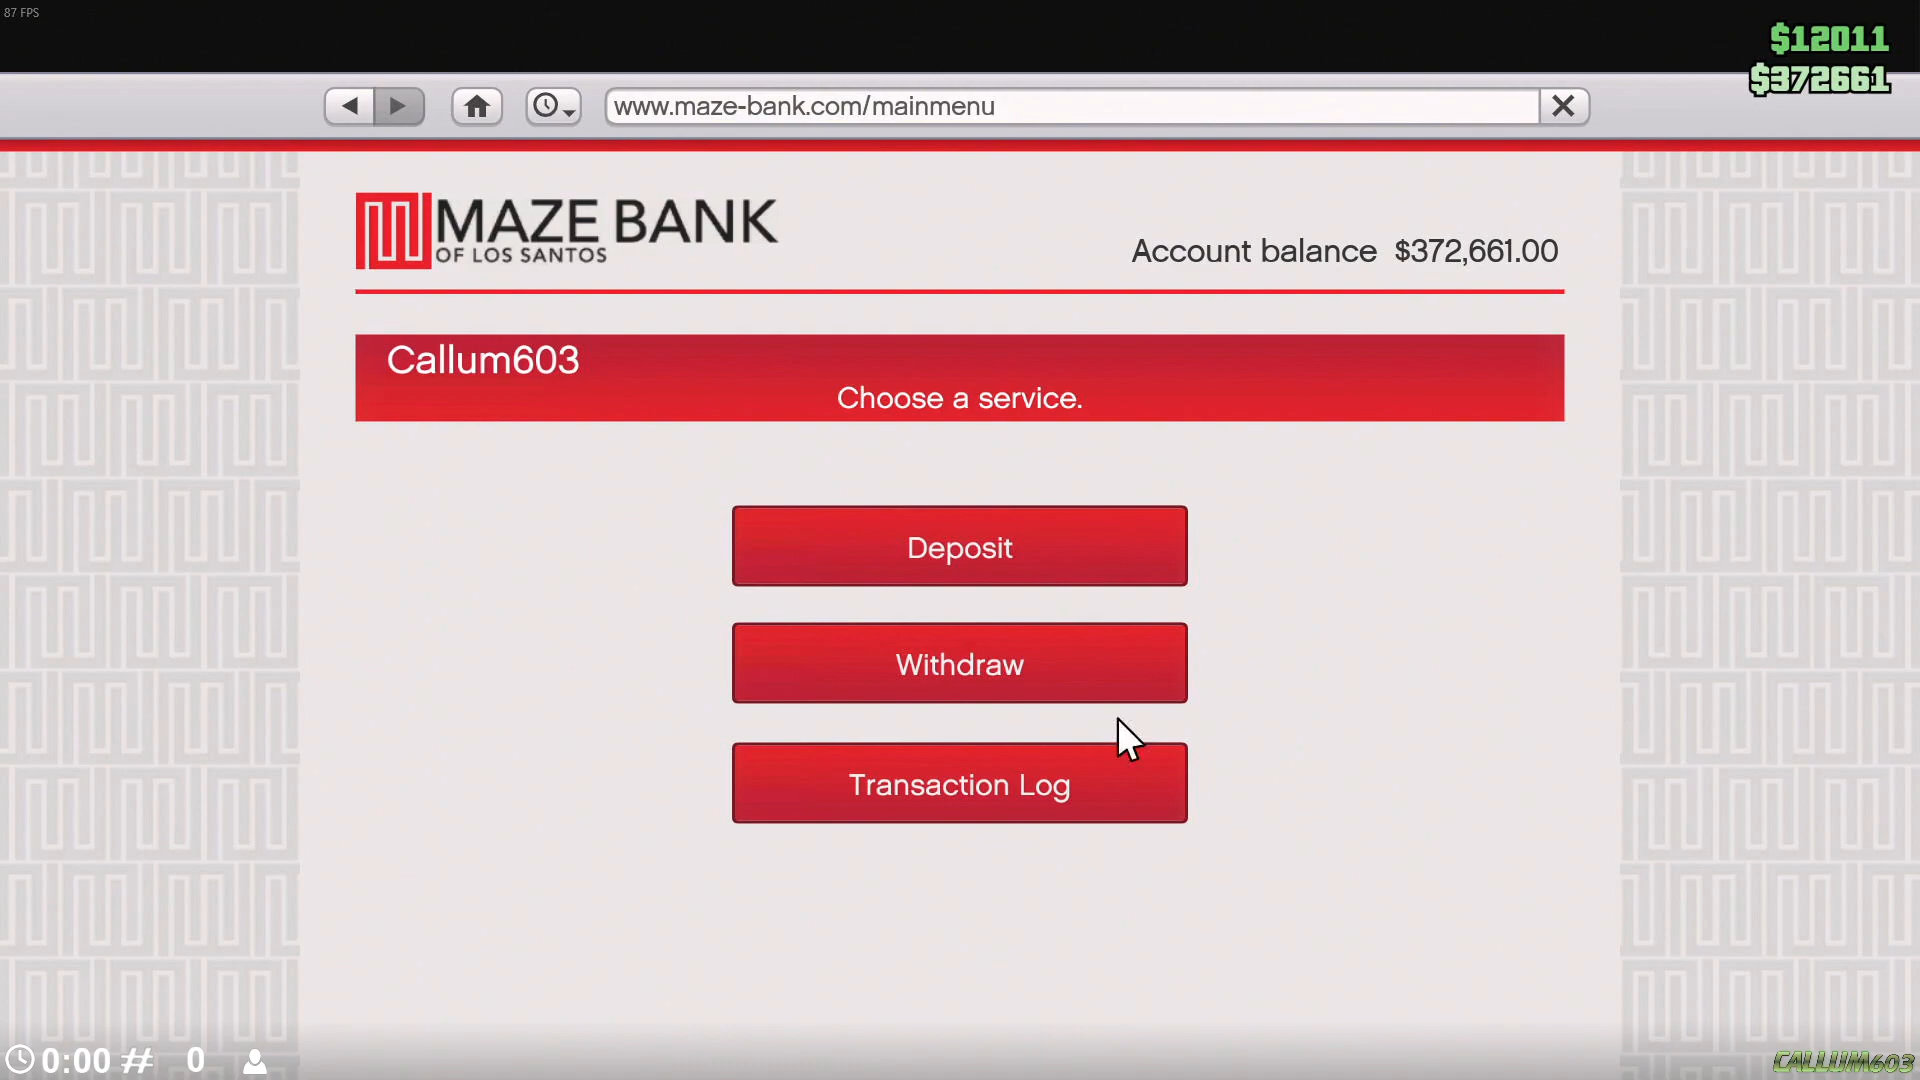 87 FPS
$12011
$372661
www.maze-bank.com/mainmenu
MAZE BANK
OF LOS SANTOS
Account balance $372,661.00
Callum603
Choose a service.
Deposit
Withdraw
Transaction Log
0:00 # 0
CALLUM603